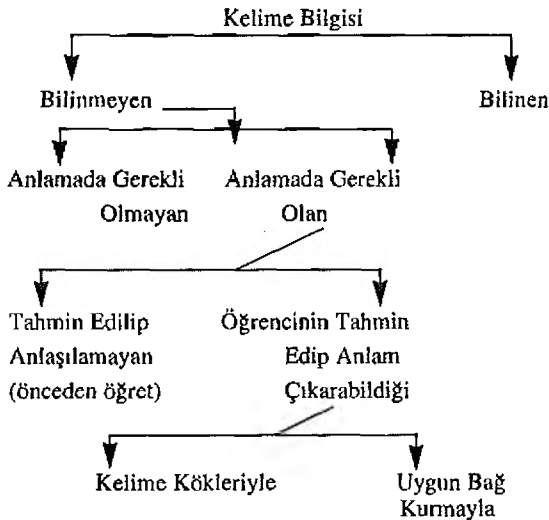 Kelime Bilgisi
Bilinmeyen
Bilinen
Anlamada Gerekli
Olmayan
Anlamada Gerekli
Olan
Tahmin Edilip
Anlaşılamayan
(önceden öğret)
Öğrencinin Tahmin
Edip Anlam
Çıkarabildiği
Kelime Kökleriyle
Uygun Bağ
Kurmayla